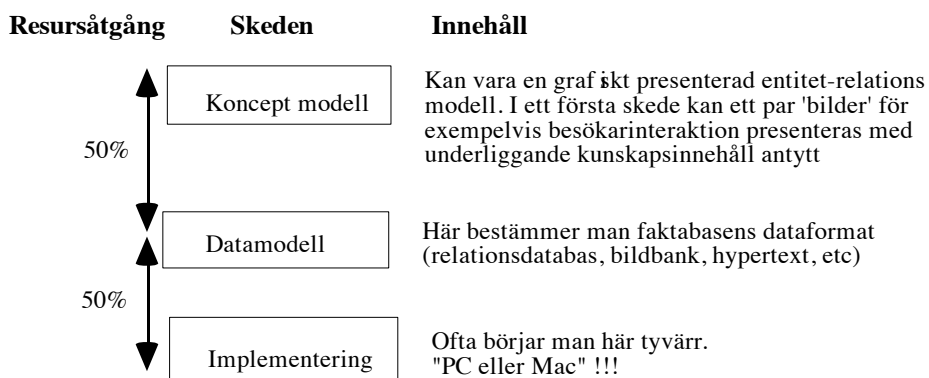 Resursåtgång Skeden Innehåll
Koncept modell
Kan vara en grafiskt presenterad entitet-relations
modell. I ett första skede kan ett par 'bilder' för
exempelvis besökarinteraktion presenteras med
underliggande kunskapsinnehåll antytt
50%
Datamodell
Här bestämmer man faktabasens dataformat
(relationsdatabas, bildbank, hypertext, etc)
50%
Implementering
Ofta börjar man här tyvärr.
"PC eller Mac" !!!